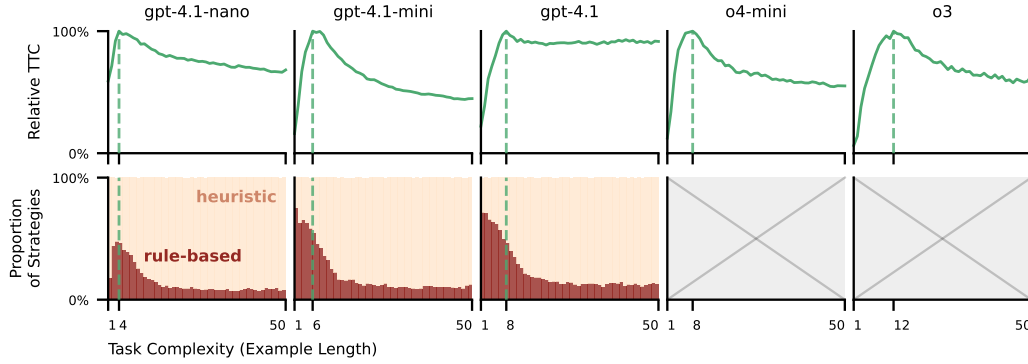 gpt-4.1-nano gpt-4.1-mini gpt-4.1 o4-mini o3
100%
Relative TTC
0%
100%
Proportion
of Strategies
heuristic
rule-based
0%
1 4 50 1 6 50 1 8 50 1 8 50 1 12 50
Task Complexity (Example Length)